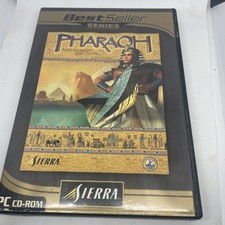 BestSeller
SERIES
PHARAOH
SIERRA
PC CD-ROM
SIERRA